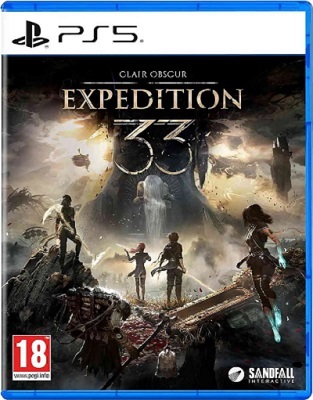 PS5
CLAIR OBSCUR
EXPEDITION
33
18
www.pegi.info
SANDFALL
INTERACTIVE